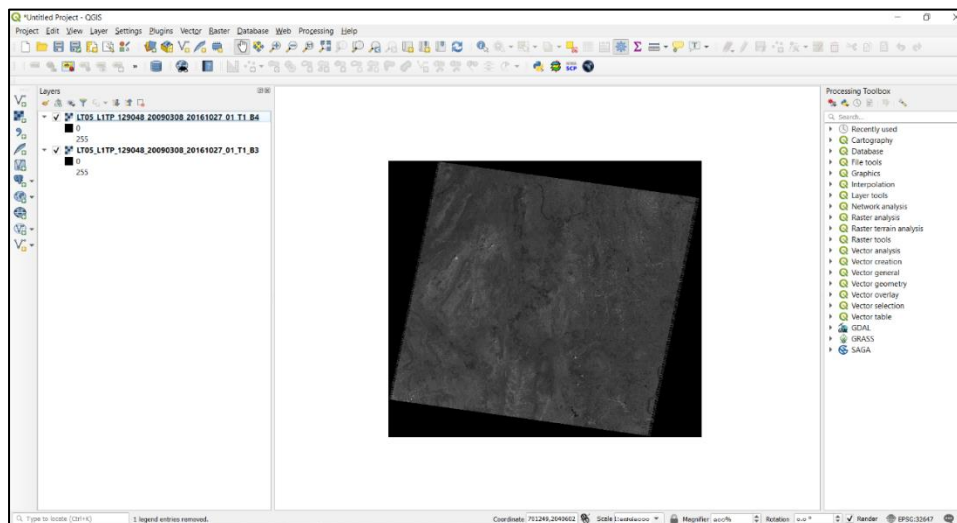 *Untitled Project - QGIS
Project Edit View Layer Settings Plugins Vector Raster Database Web Processing Help
Layers
LT05_L1TP_129048_20090308_20161027_01_T1_B4
0
255
LT05_L1TP_129048_20090308_20161027_01_T1_B3
0
255
Processing Toolbox
Search...
Recently used
Cartography
Database
File tools
Graphics
Interpolation
Layer tools
Network analysis
Raster analysis
Raster terrain analysis
Raster tools
Vector analysis
Vector creation
Vector general
Vector geometry
Vector overlay
Vector selection
Vector table
GDAL
GRASS
SAGA
Type to locate (Ctrl+K) 1 legend entries removed. Coordinate 701249,2040602 Scale Magnifier Rotation Render EPSG:32647